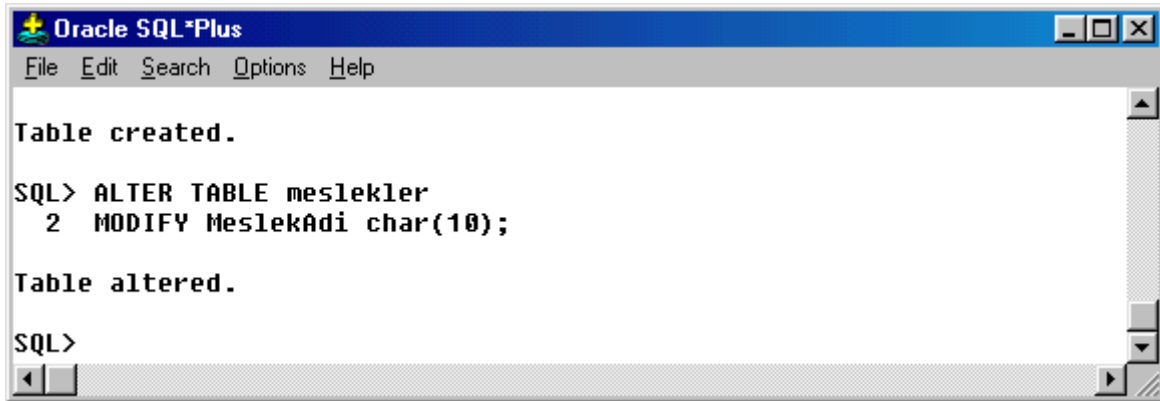 Oracle SQL*Plus
File Edit Search Options Help
Table created.
SQL> ALTER TABLE meslekler
2 MODIFY MeslekAdi char(10);
Table altered.
SQL>